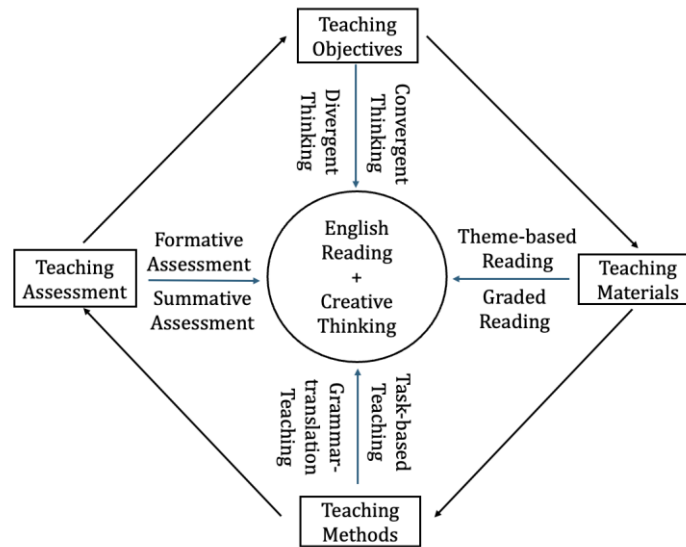 Teaching
Objectives
Divergent
Thinking
Convergent
Thinking
English
Reading
+
Creative
Thinking
Teaching
Assessment
Formative
Assessment
Summative
Assessment
Theme-based
Reading
Graded
Reading
Teaching
Materials
Grammar-
translation
Teaching
Task-based
Teaching
Teaching
Methods